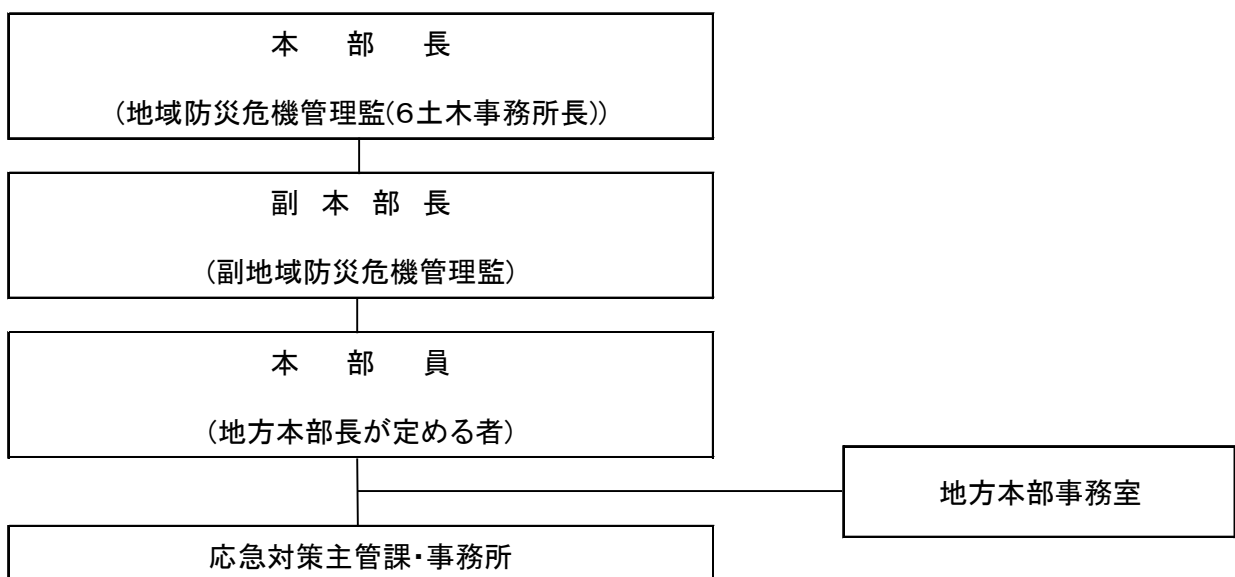 本　部　長
(地域防災危機管理監(6土木事務所長))
副　本　部　長
(副地域防災危機管理監)
本　部　員
(地方本部長が定める者)
地方本部事務室
応急対策主管課・事務所